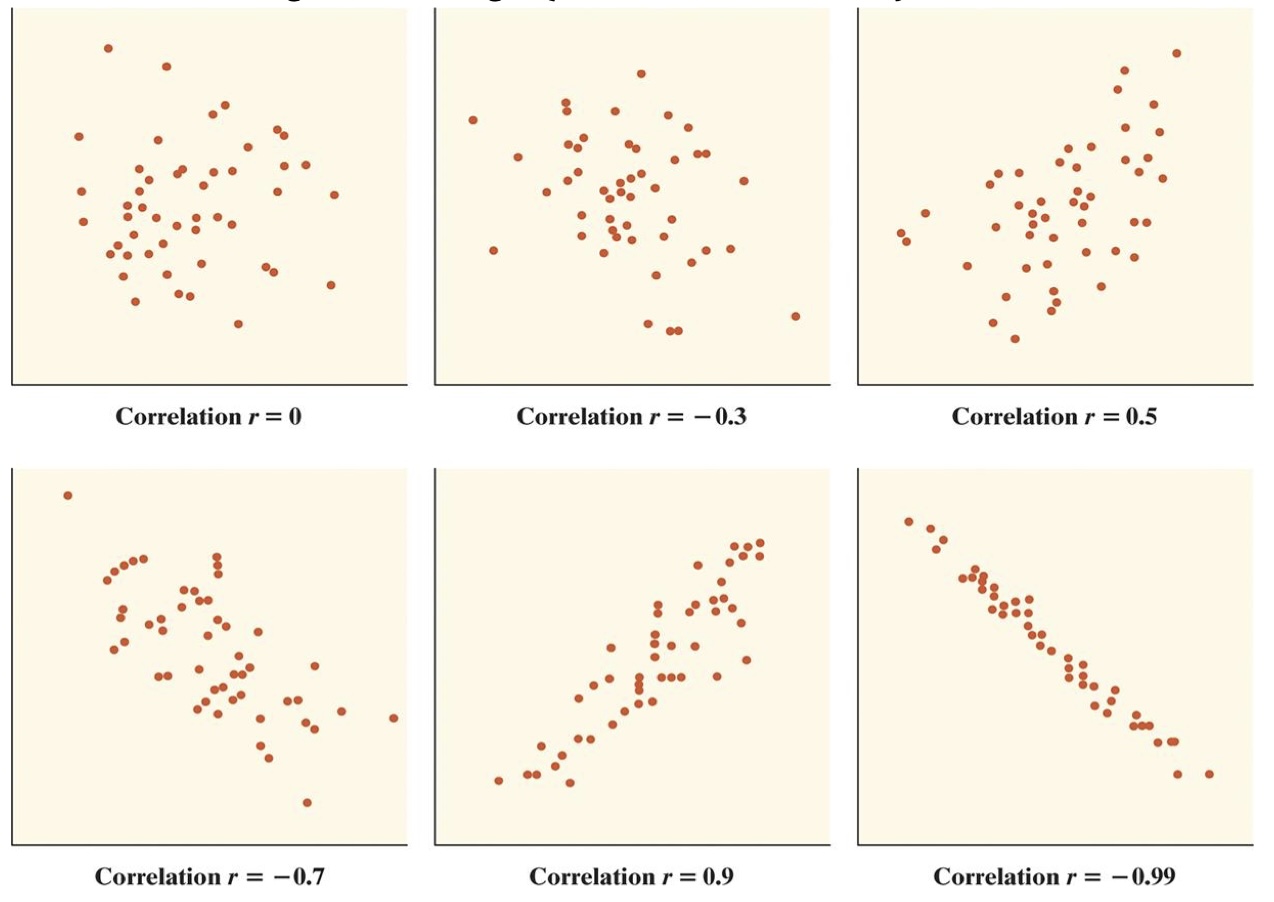 Correlation r = 0
Correlation r = −0.3
Correlation r = 0.5
Correlation r = −0.7
Correlation r = 0.9
Correlation r = −0.99